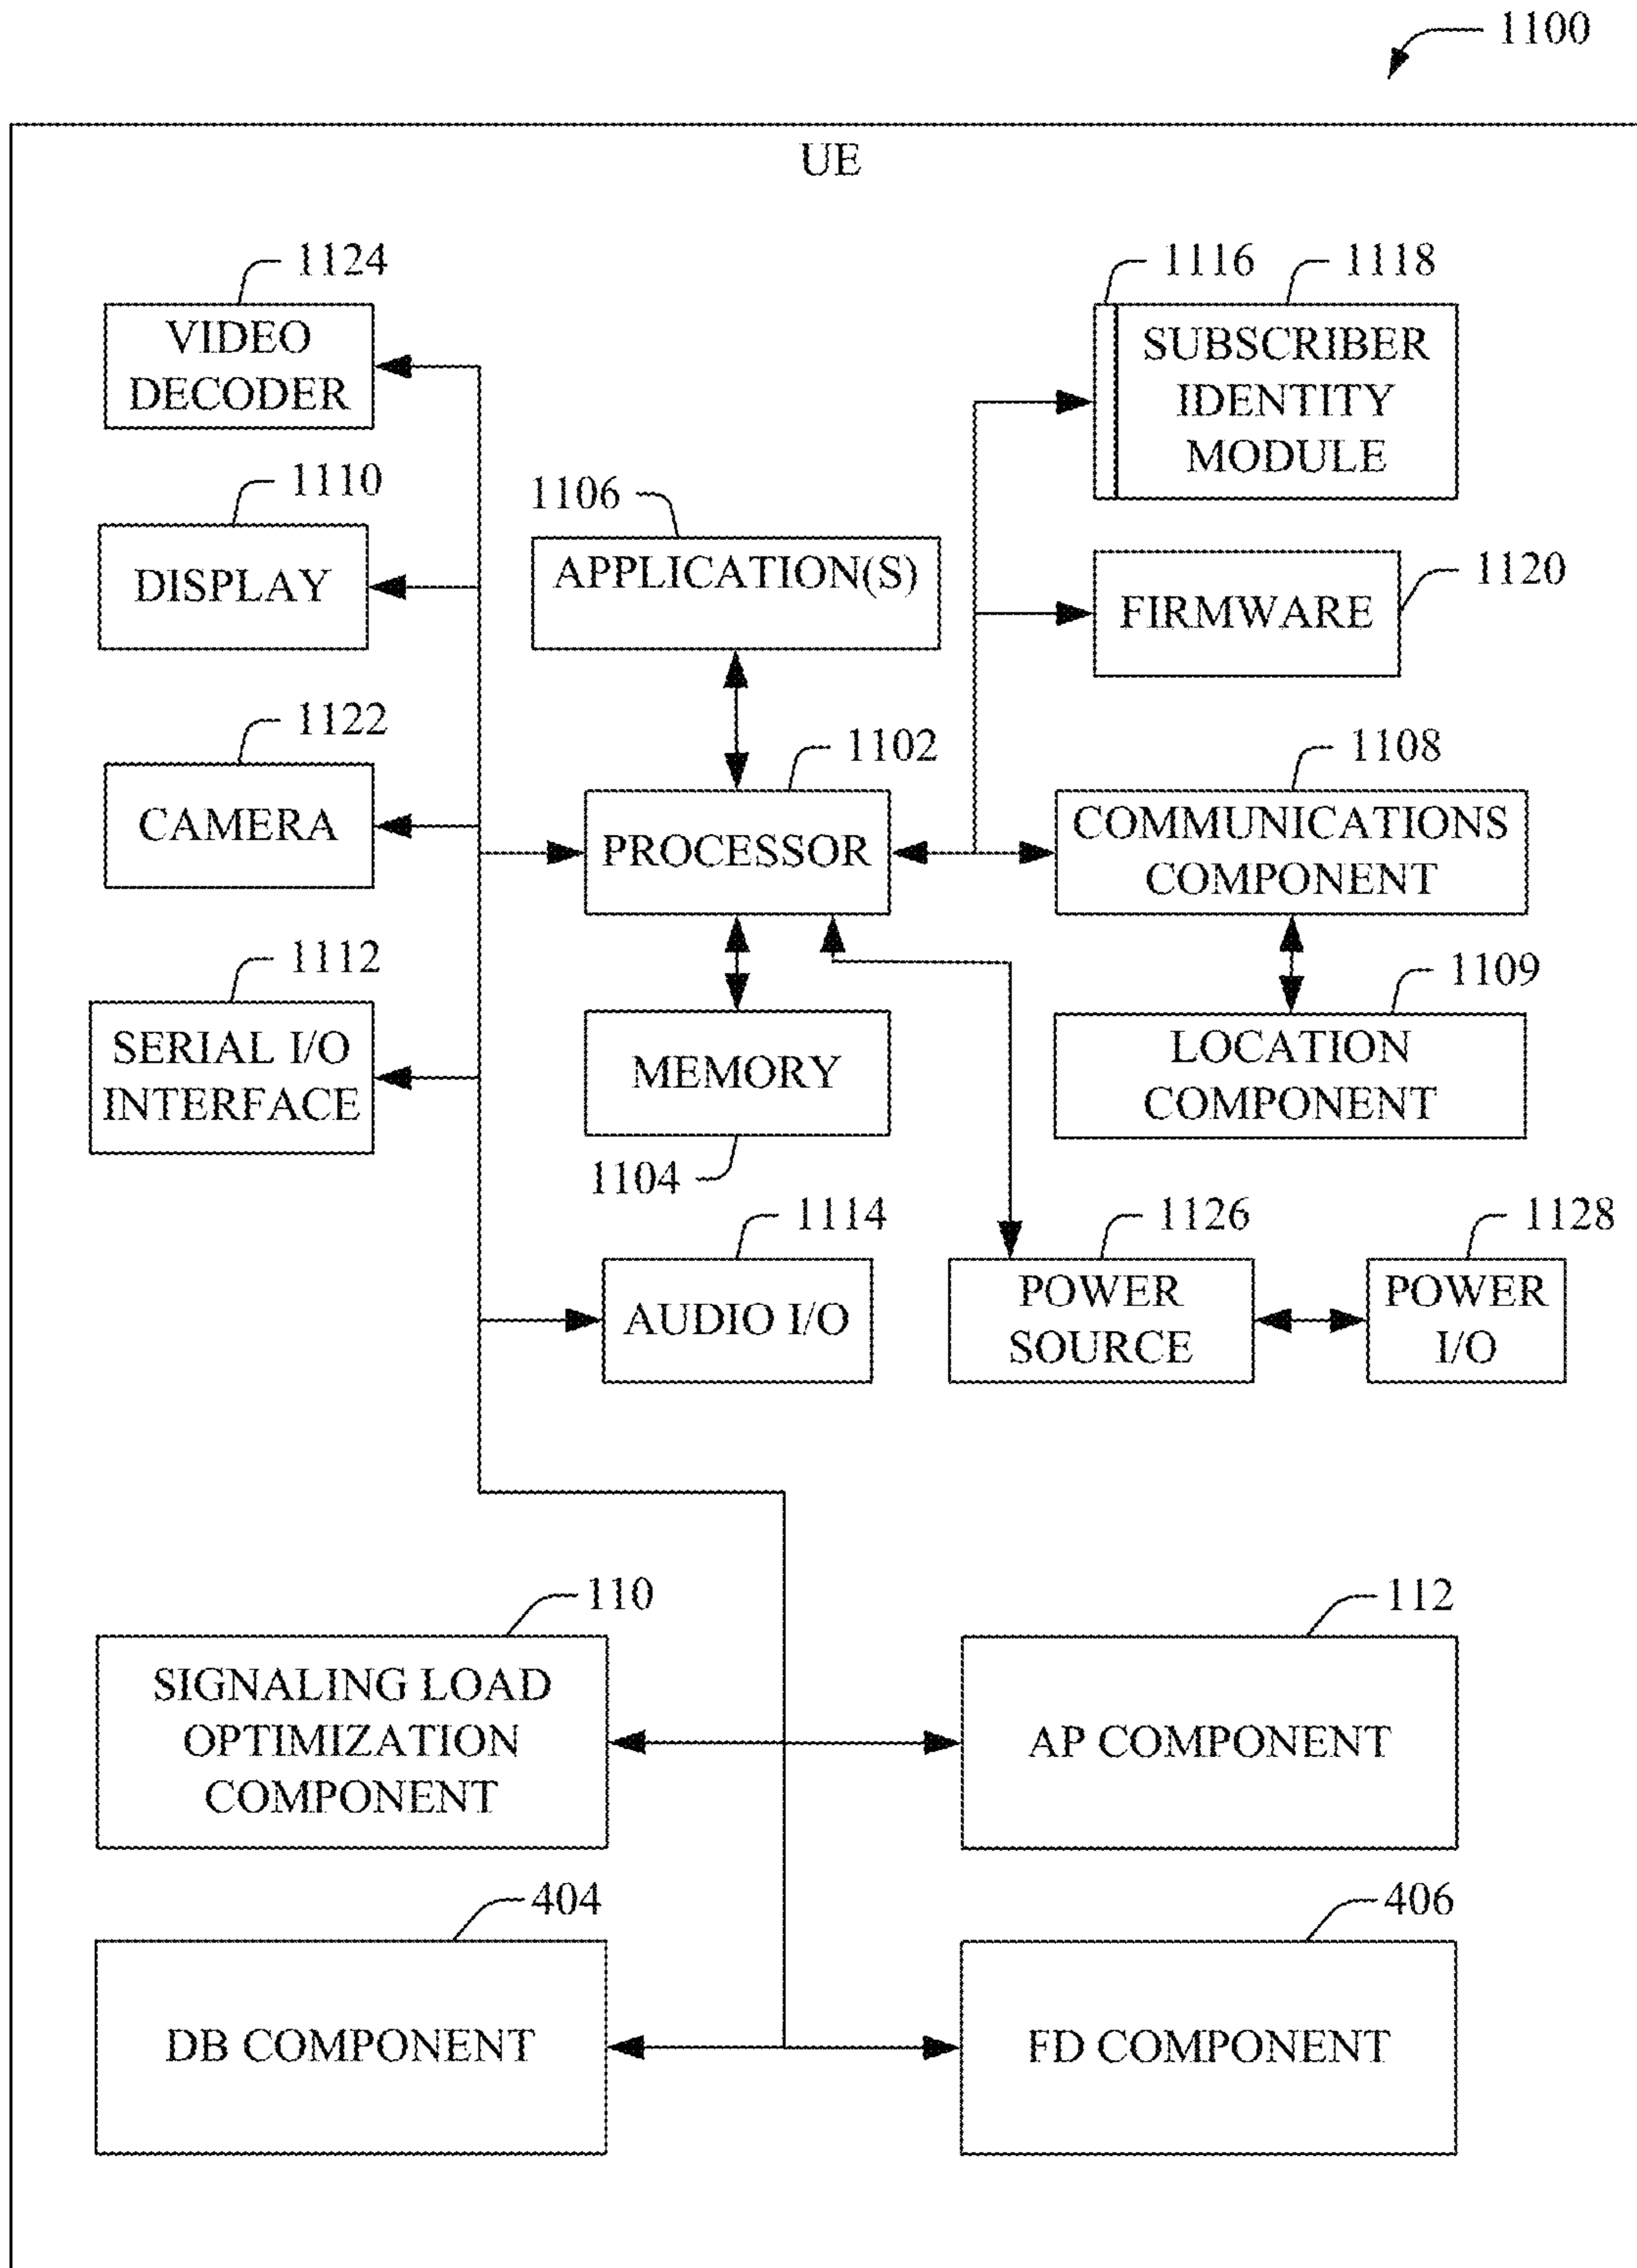 1100
UE
1124
VIDEO
DECODER
1116
1118
SUBSCRIBER
IDENTITY
MODULE
1110
DISPLAY
1106
APPLICATION(S)
1120
FIRMWARE
1122
CAMERA
1102
PROCESSOR
1108
COMMUNICATIONS
COMPONENT
1112
SERIAL I/O
INTERFACE
MEMORY
1104
1109
LOCATION
COMPONENT
1114
AUDIO I/O
1126
POWER
SOURCE
1128
POWER
I/O
110
SIGNALING LOAD
OPTIMIZATION
COMPONENT
112
AP COMPONENT
404
DB COMPONENT
406
FD COMPONENT